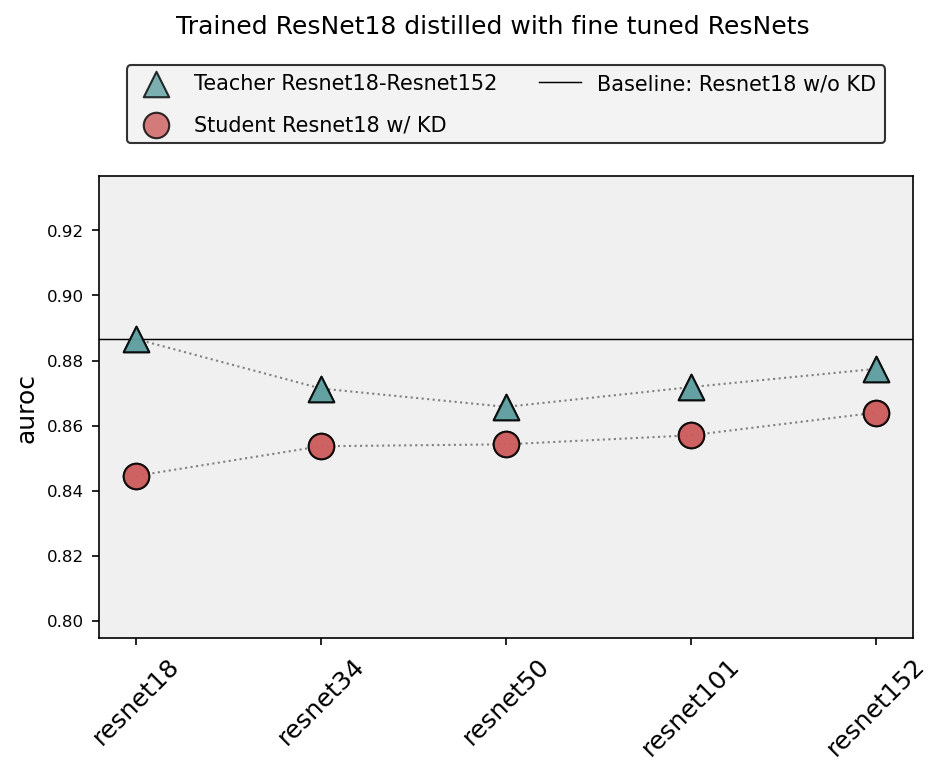 Trained ResNet18 distilled with fine tuned ResNets
Teacher Resnet18-Resnet152
Baseline: Resnet18 w/o KD
Student Resnet18 w/ KD
0.92
0.90
0.88
0.86
0.84
0.82
0.80
auroc
resnet18
resnet34
resnet50
resnet101
resnet152